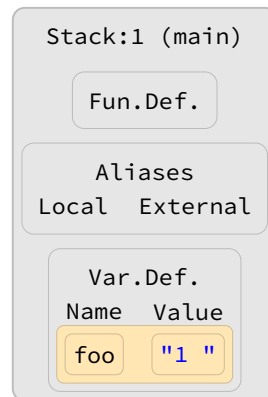 Stack:1 (main)
Fun.Def.
Aliases
Local External
Var.Def.
Name Value
foo "1 "